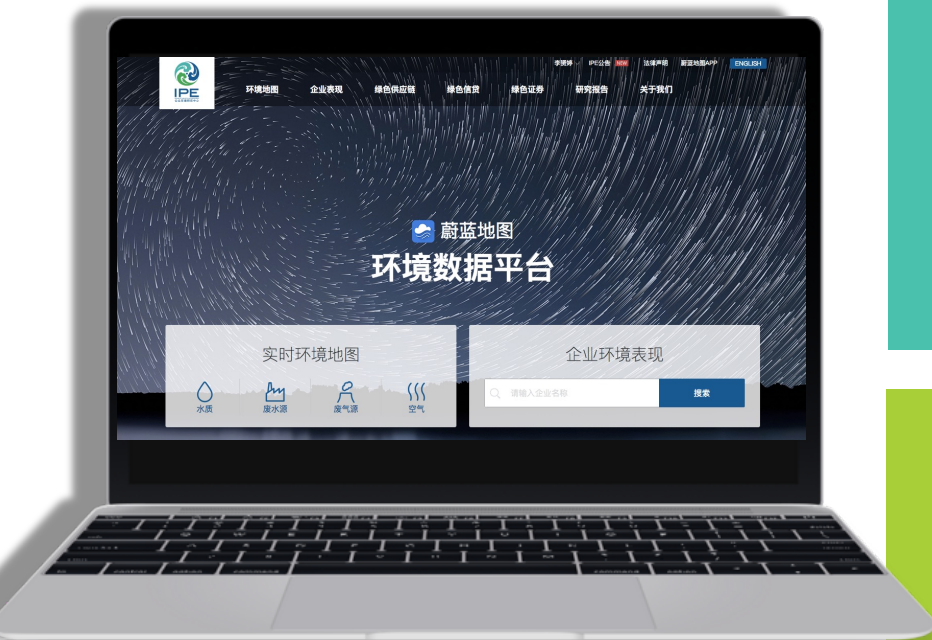 IPE公告 NEW 法律声明 蔚蓝地图APP ENGLISH
IPE
环境地图 企业表现 绿色供应链 绿色信贷 绿色证券 研究报告 关于我们
蔚蓝地图
环境数据平台
实时环境地图
水质 废水源 废气源 空气
企业环境表现
请输入企业名称 搜索